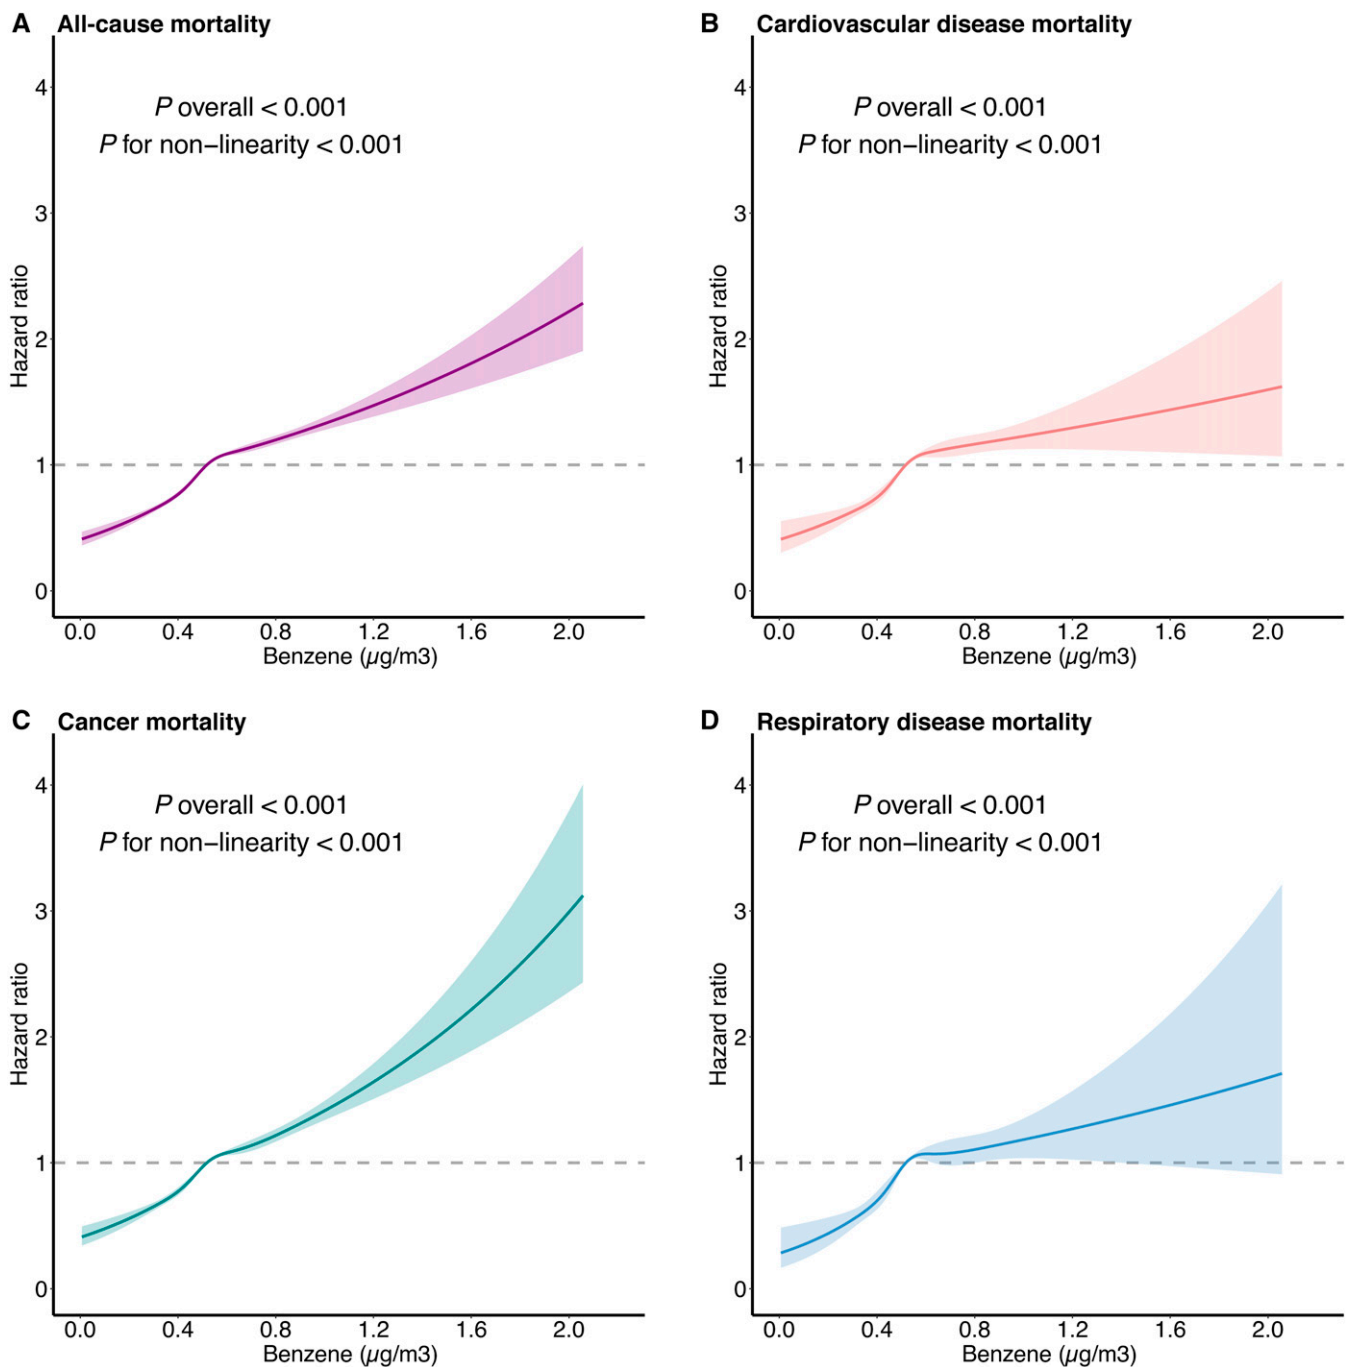 A All-cause mortality
P overall < 0.001
P for non−linearity < 0.001
4
3
2
1
0
Hazard ratio
0.0 0.4 0.8 1.2 1.6 2.0
Benzene (µg/m3)
B Cardiovascular disease mortality
P overall < 0.001
P for non−linearity < 0.001
4
3
2
1
0
Hazard ratio
0.0 0.4 0.8 1.2 1.6 2.0
Benzene (µg/m3)
C Cancer mortality
P overall < 0.001
P for non−linearity < 0.001
4
3
2
1
0
Hazard ratio
0.0 0.4 0.8 1.2 1.6 2.0
Benzene (µg/m3)
D Respiratory disease mortality
P overall < 0.001
P for non−linearity < 0.001
4
3
2
1
0
Hazard ratio
0.0 0.4 0.8 1.2 1.6 2.0
Benzene (µg/m3)